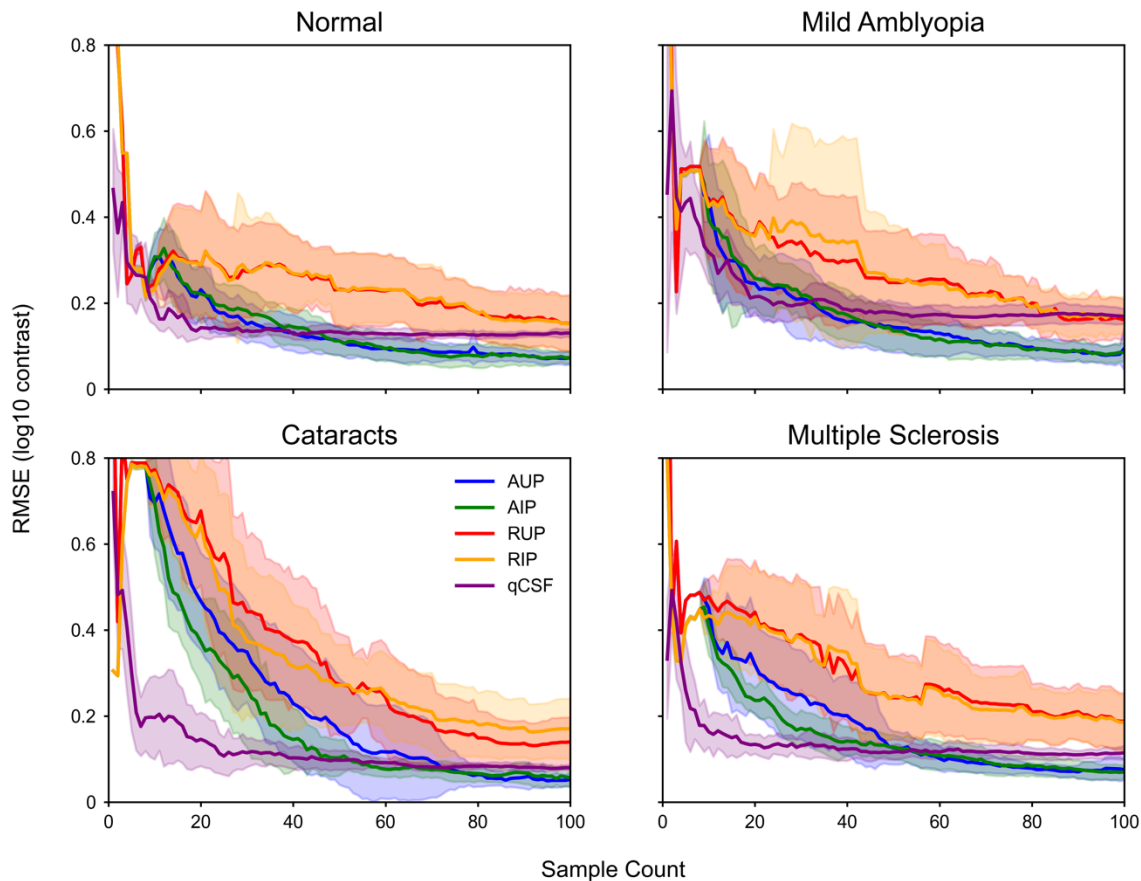 Normal
Mild Amblyopia
0.8
0.6
0.4
0.2
0
Cataracts
Multiple Sclerosis
0.8
0.6
0.4
0.2
0
AUP
AIP
RUP
RIP
qCSF
0 20 40 60 80 100
0 20 40 60 80 100
RMSE (log10 contrast)
Sample Count